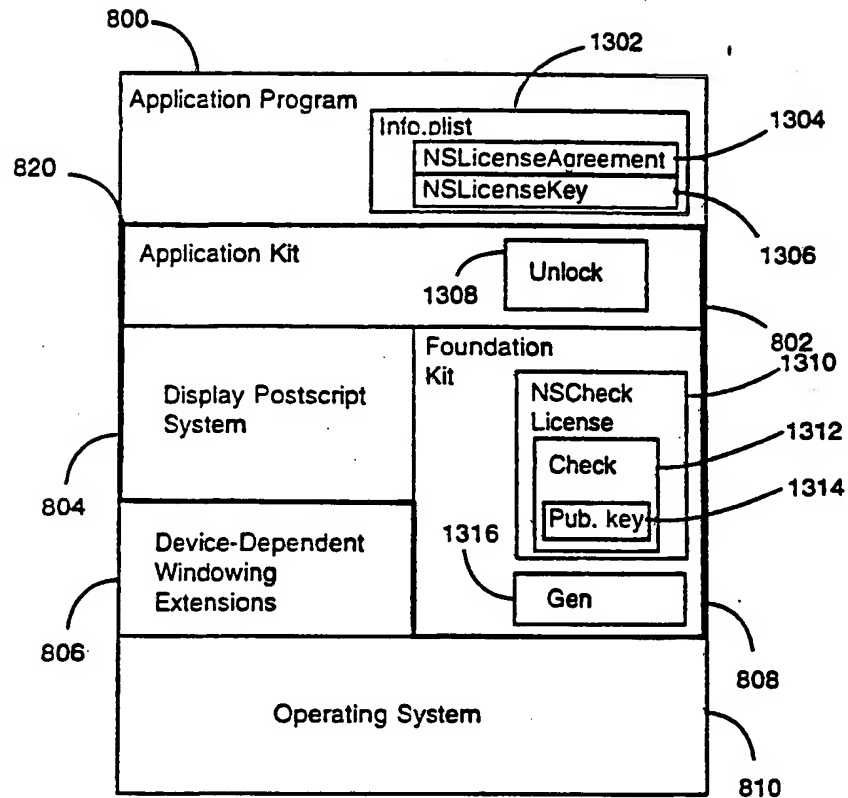 800
1302
Application Program
Info.plist
1304
NSLicenseAgreement
820
NSLicenseKey
Application Kit
1306
1308
Unlock
Foundation
Kit
802
1310
Display Postscript
System
NSCheck
License
1312
Check
804
1314
Pub. key
Device-Dependent
Windowing
Extensions
1316
Gen
806
808
Operating System
810